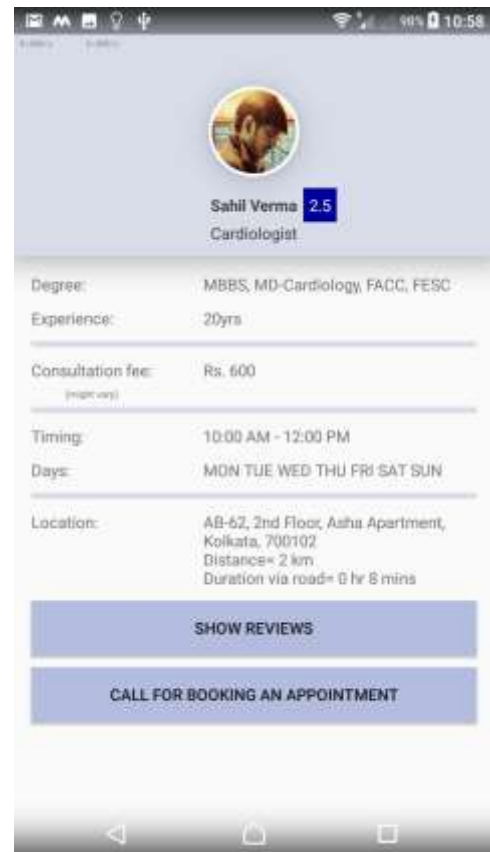 98% 10:58
Sahil Verma 2.5
Cardiologist
Degree: MBBS, MD-Cardiology, FACC, FESC
Experience: 20yrs
Consultation fee: Rs. 600
(might vary)
Timing: 10:00 AM - 12:00 PM
Days: MON TUE WED THU FRI SAT SUN
Location: AB-62, 2nd Floor, Asha Apartment,
Kolkata, 700102
Distance= 2 km
Duration via road= 0 hr 8 mins
SHOW REVIEWS
CALL FOR BOOKING AN APPOINTMENT